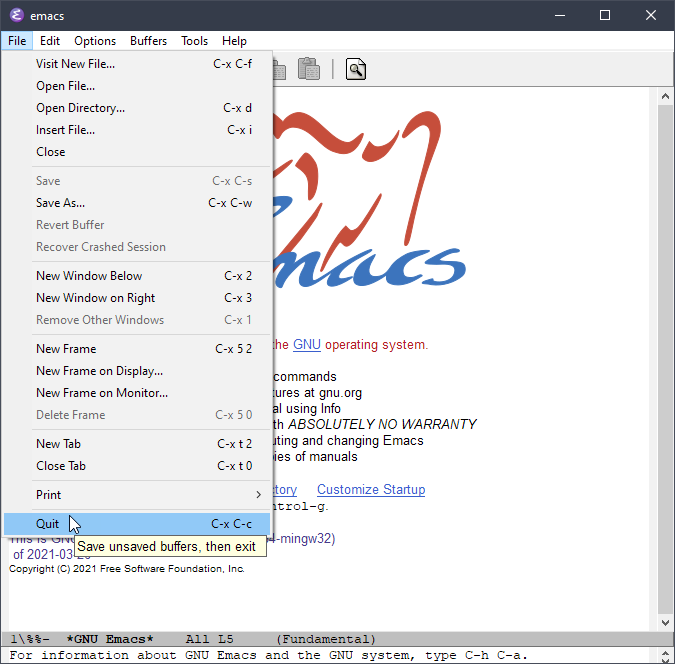 emacs
File Edit Options Buffers Tools Help
Visit New File... C-x C-f
Open File...
Open Directory... C-x d
Insert File... C-x i
Close
Save C-x C-s
Save As... C-x C-w
Revert Buffer
Recover Crashed Session
New Window Below C-x 2
New Window on Right C-x 3
Remove Other Windows C-x 1
New Frame C-x 5 2
New Frame on Display...
New Frame on Monitor...
Delete Frame C-x 5 0
New Tab C-x t 2
Close Tab C-x t 0
Print
Quit C-x C-c
Save unsaved buffers, then exit
macs
the GNU operating system.
commands
tures at gnu.org
al using Info
th ABSOLUTELY NO WARRANTY
uting and changing Emacs
ies of manuals
tory Customize Startup
ntrol-g.
This is GNU 4-mingw32)
of 2021-03-2
Copyright (C) 2021 Free Software Foundation, Inc.
1\%%- *GNU Emacs* All L5 (Fundamental)
For information about GNU Emacs and the GNU system, type C-h C-a.